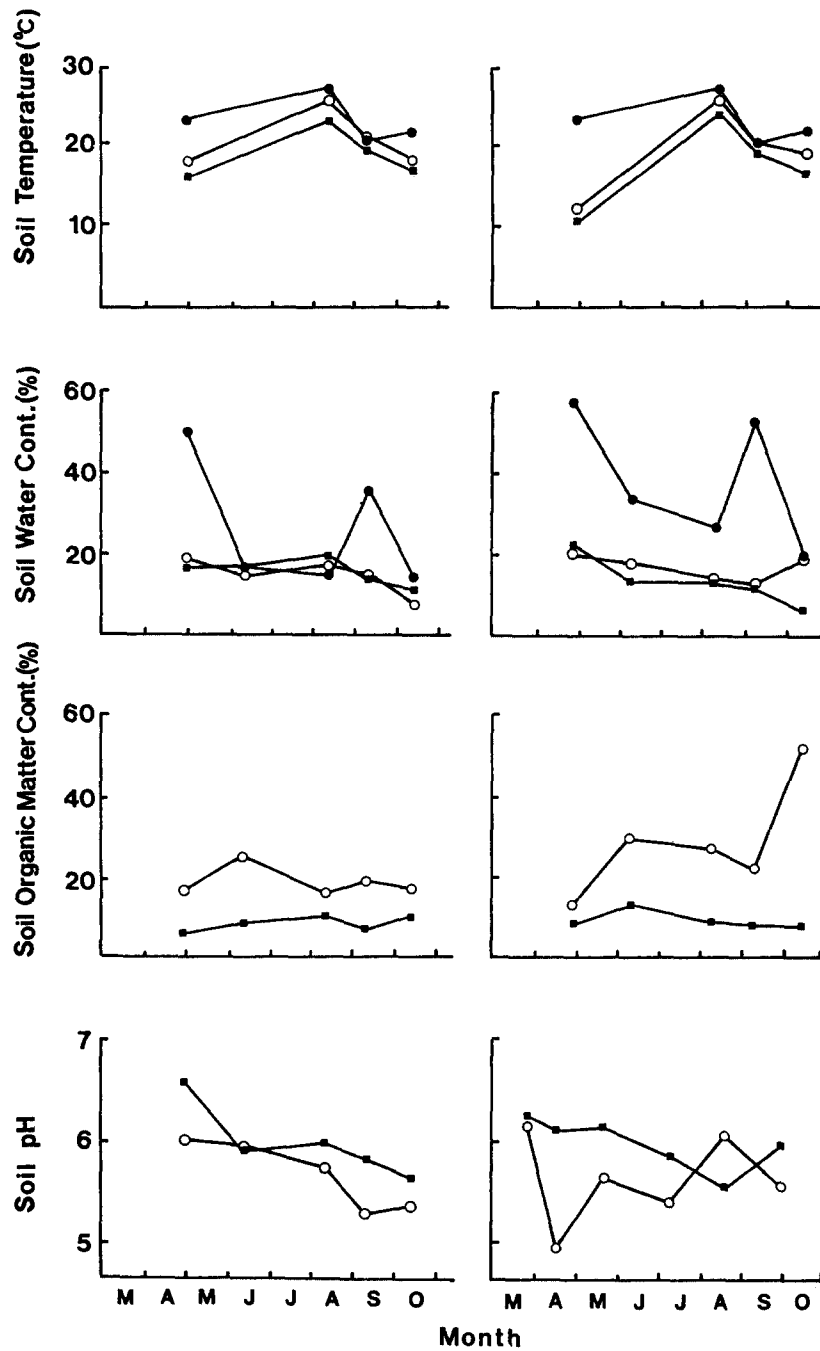 Soil Temperature (°C)
30
20
10
Soil Water Cont.(%)
60
40
20
Soil Organic Matter Cont.(%)
60
40
20
Soil pH
7
6
5
M A M J J A S O
M A M J J A S O
Month